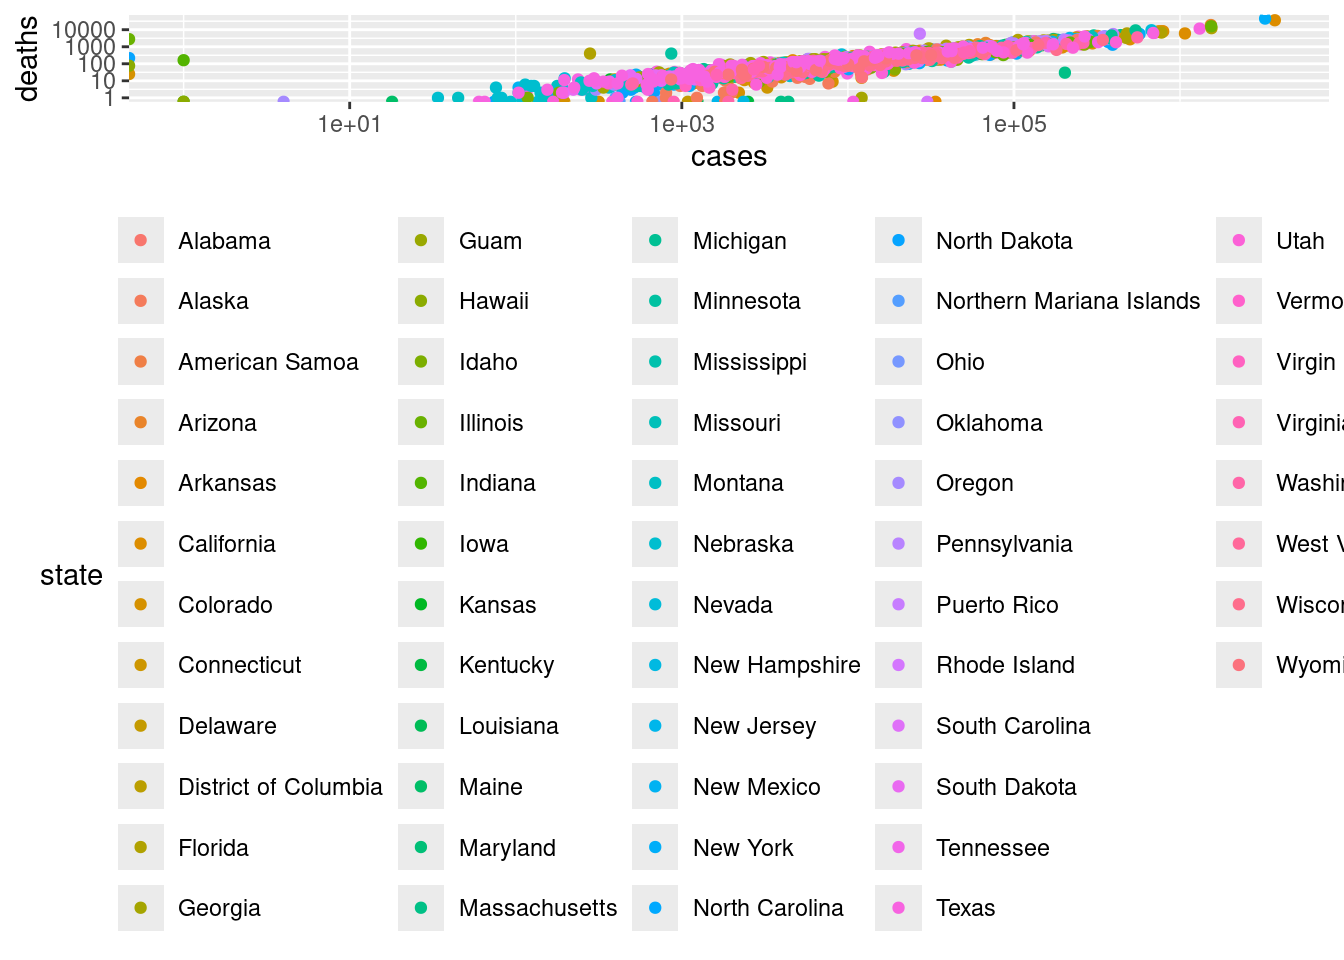 deaths
10000
1000
100
10
1
1e+01
1e+03
1e+05
cases
state
Alabama
Alaska
American Samoa
Arizona
Arkansas
California
Colorado
Connecticut
Delaware
District of Columbia
Florida
Georgia
Guam
Hawaii
Idaho
Illinois
Indiana
Iowa
Kansas
Kentucky
Louisiana
Maine
Maryland
Massachusetts
Michigan
Minnesota
Mississippi
Missouri
Montana
Nebraska
Nevada
New Hampshire
New Jersey
New Mexico
New York
North Carolina
North Dakota
Northern Mariana Islands
Ohio
Oklahoma
Oregon
Pennsylvania
Puerto Rico
Rhode Island
South Carolina
South Dakota
Tennessee
Texas
Utah
Vermo
Virgin
Virginia
Washi
West V
Wisco
Wyomi